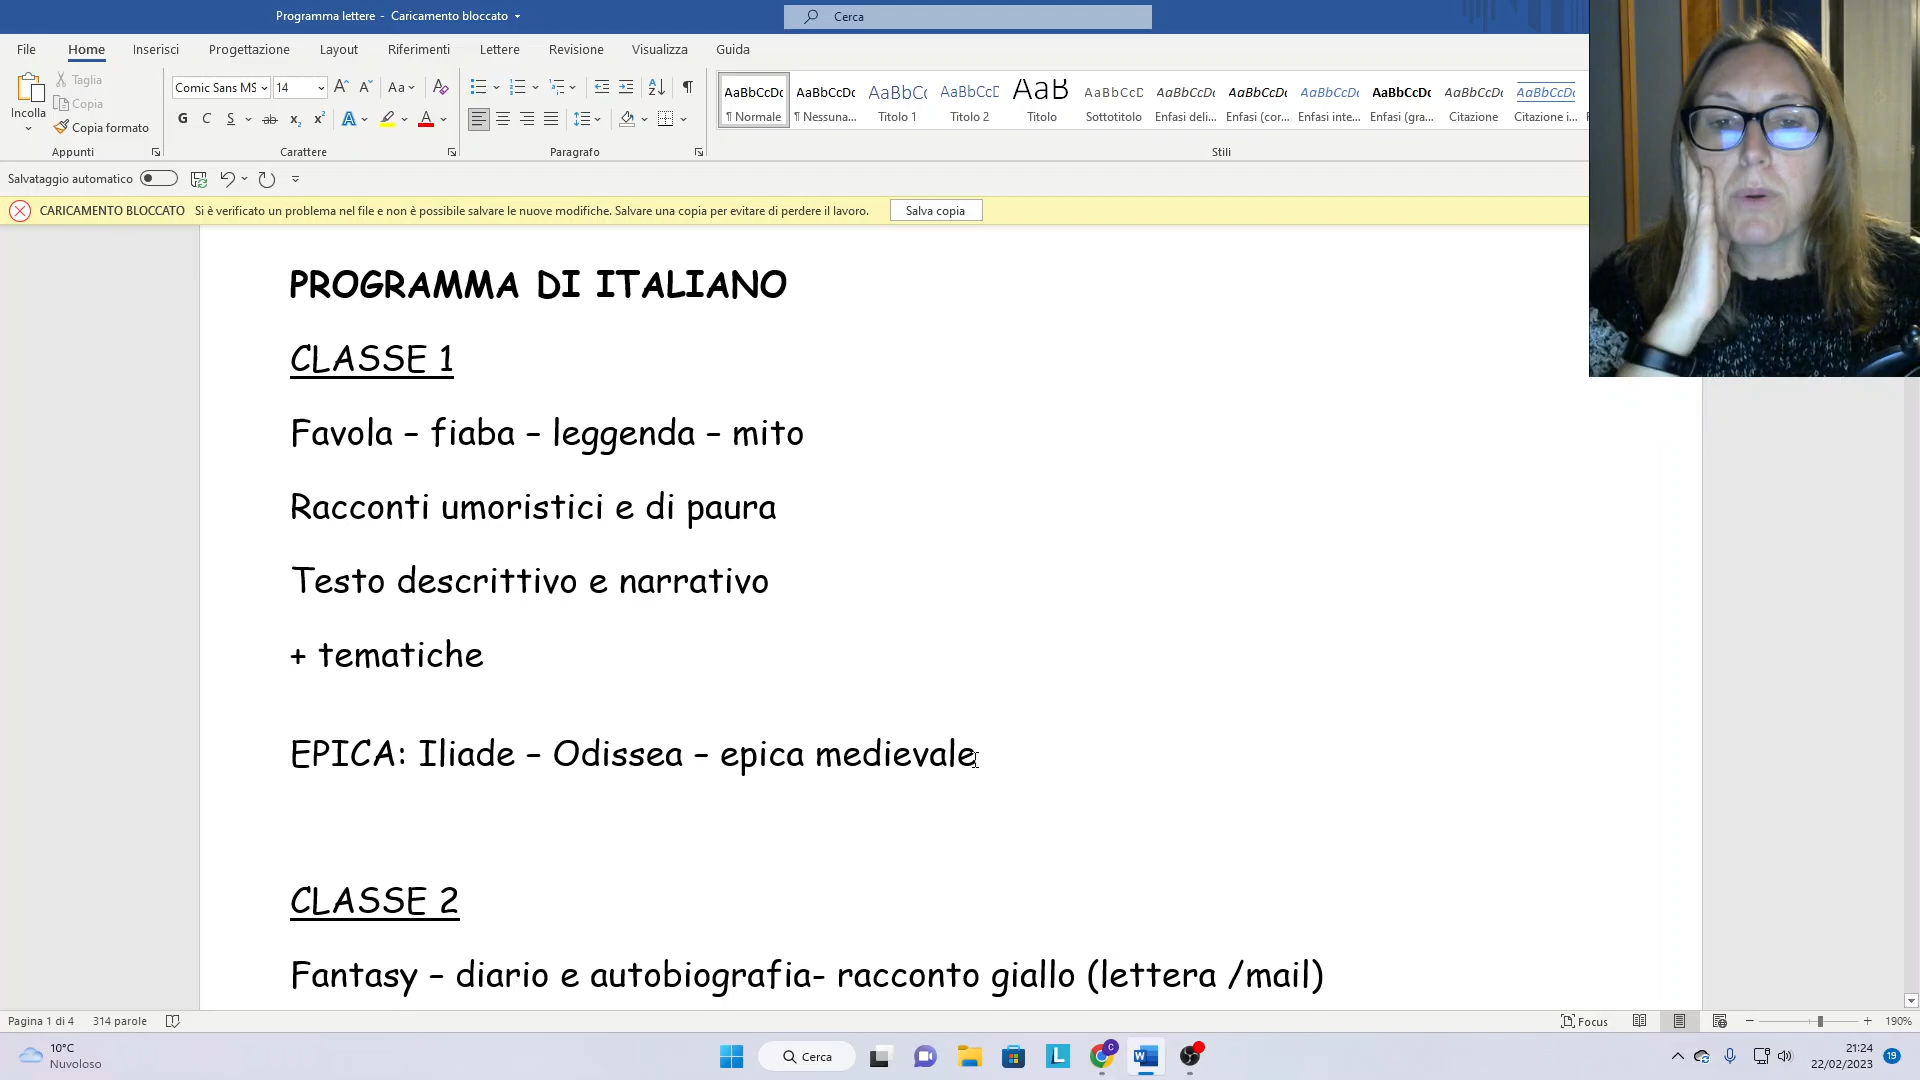 Programma lettere - Caricamento bloccato
Cerca
File Home Inserisci Progettazione Layout Riferimenti Lettere Revisione Visualizza Guida
Incolla
Taglia
Copia
Copia formato
Appunti
Comic Sans MS 14
Carattere
Paragrafo
AaBbCcDc AaBbCcDc AaBbCc AaBbCcD AaB AaBbCcD AaBbCcDc AaBbCcDc AaBbCcDc AaBbCcDc AaBbCcDc AaBbCcDc
¶ Normale ¶ Nessuna... Titolo 1 Titolo 2 Titolo Sottotitolo Enfasi deli... Enfasi (cor... Enfasi inte... Enfasi (gra... Citazione Citazione i...
Stili
Salvataggio automatico
CARICAMENTO BLOCCATO Si è verificato un problema nel file e non è possibile salvare le nuove modifiche. Salvare una copia per evitare di perdere il lavoro. Salva copia
PROGRAMMA DI ITALIANO
CLASSE 1
Favola – fiaba – leggenda – mito
Racconti umoristici e di paura
Testo descrittivo e narrativo
+ tematiche
EPICA: Iliade – Odissea – epica medievale
CLASSE 2
Fantasy – diario e autobiografia- racconto giallo (lettera /mail)
Pagina 1 di 4 314 parole Focus 190%
10°C
Nuvoloso
Cerca
21:24
22/02/2023
19